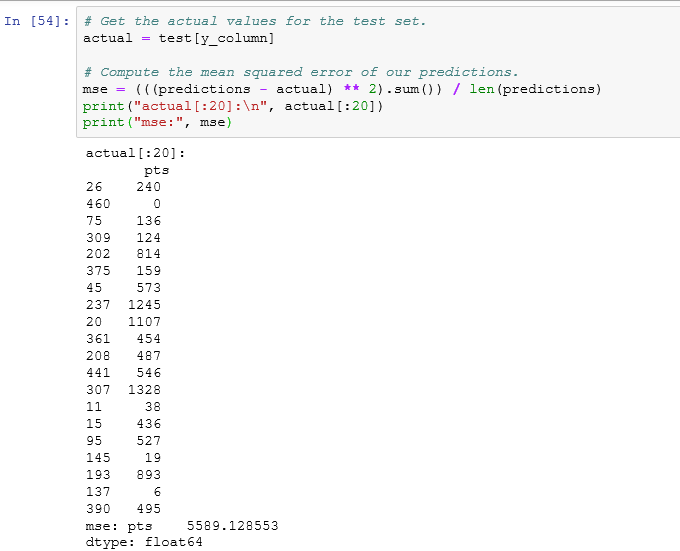 In [54]: # Get the actual values for the test set.
actual = test[y_column]
# Compute the mean squared error of our predictions.
mse = (((predictions - actual) ** 2).sum()) / len(predictions)
print("actual[:20]:\n", actual[:20])
print("mse:", mse)
actual[:20]:
pts
26 240
460 0
75 136
309 124
202 814
375 159
45 573
237 1245
20 1107
361 454
208 487
441 546
307 1328
11 38
15 436
95 527
145 19
193 893
137 6
390 495
mse: pts 5589.128553
dtype: float64